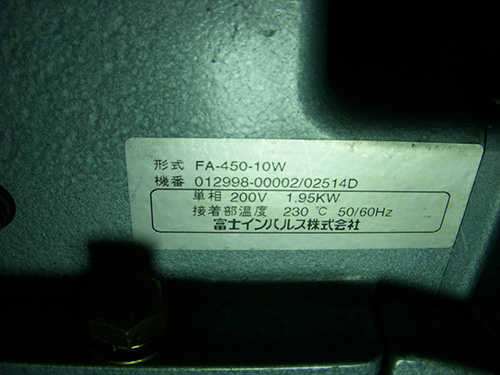 形式 FA-450-10W
機番 012998-00002/02514D
単相 200V 1.95KW
接着部温度 230 ℃ 50/60Hz
富士インパルス株式会社